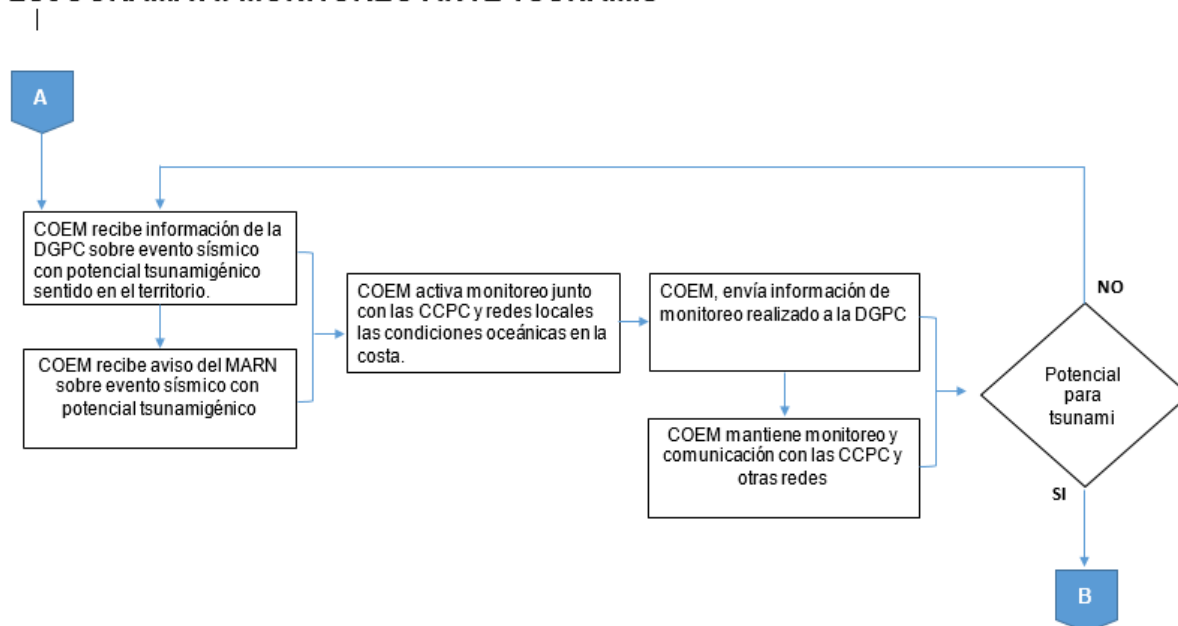 A
COEM recibe información de la
DGPC sobre evento sísmico
con potencial tsunamigénico
sentido en el territorio.
COEM recibe aviso del MARN
sobre evento sísmico con
potencial tsunamigénico
COEM activa monitoreo junto
con las CCPC y redes locales
las condiciones oceánicas en la
costa.
COEM, envía información de
monitoreo realizado a la DGPC
COEM mantiene monitoreo y
comunicación con las CCPC y
otras redes
NO
Potencial
para
tsunami
SI
B